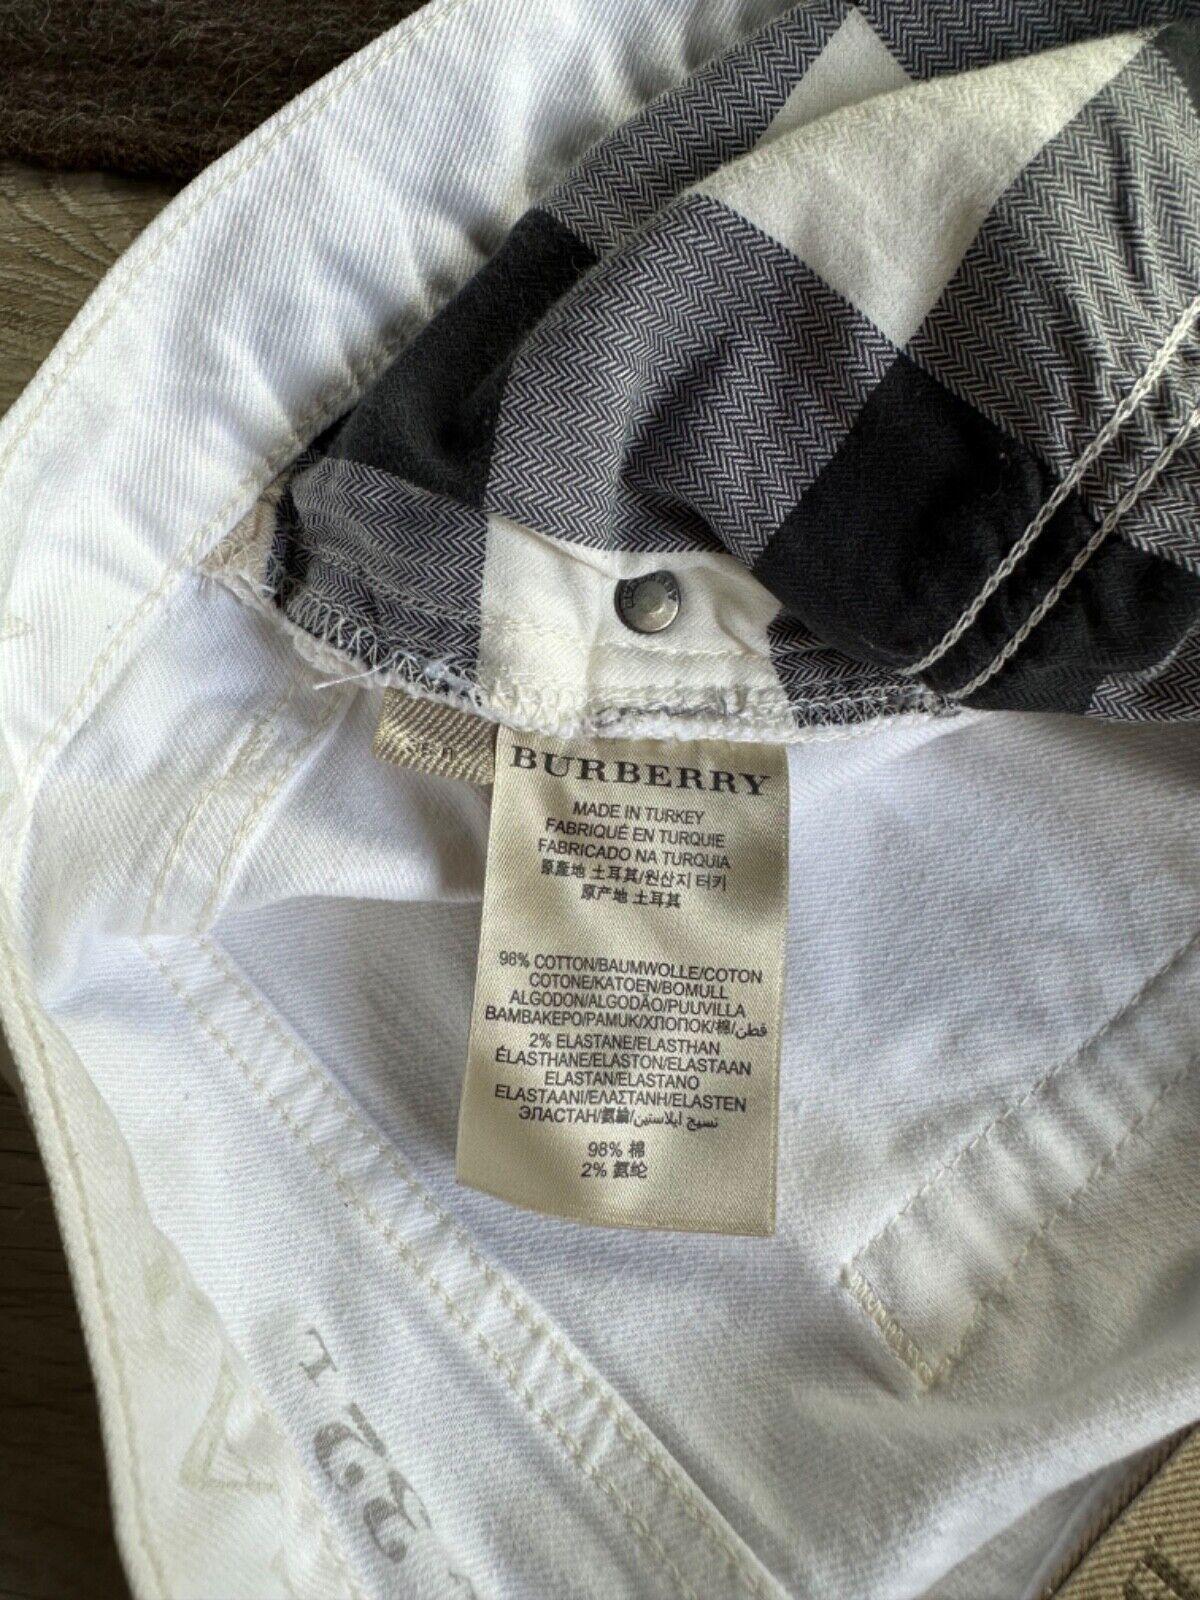 BURBERRY
MADE IN TURKEY
FABRIQUÉ EN TURQUIE
FABRICADO NA TURQUIA
原產地 土耳其/원산지 터키
原产地 土耳其
98% COTTON/BAUMWOLLE/COTON
COTONE/KATOEN/BOMULL
ALGODON/ALGODÃO/PUUVILLA
ΒΑΜΒΑΚΕΡΟ/PAMUK/ХЛОПОК/棉/قطن
2% ELASTANE/ELASTHAN
ÉLASTHANE/ELASTON/ELASTAAN
ELASTAN/ELASTANO
ELASTAANI/ΕΛΑΣΤΑΝΗ/ELASTEN
ЭЛАСТАН/氨綸/نسيج ايلاستين
98% 棉
2% 氨纶
32